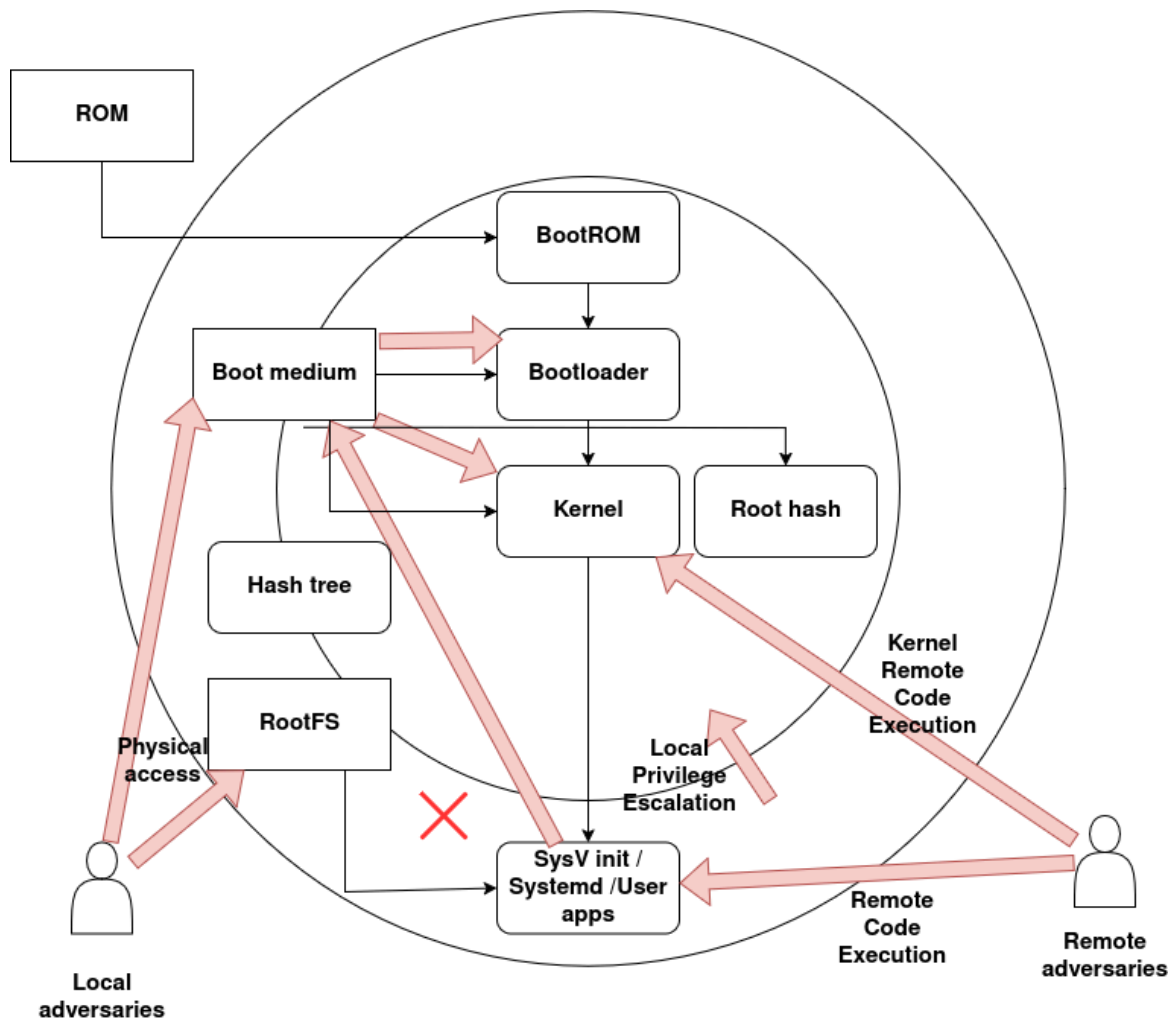 ROM
BootROM
Boot medium
Bootloader
Kernel
Root hash
Hash tree
RootFS
Physical
access
Kernel
Remote
Code
Execution
Local
Privilege
Escalation
SysV init /
Systemd /User
apps
Remote
Code
Execution
Local
adversaries
Remote
adversaries